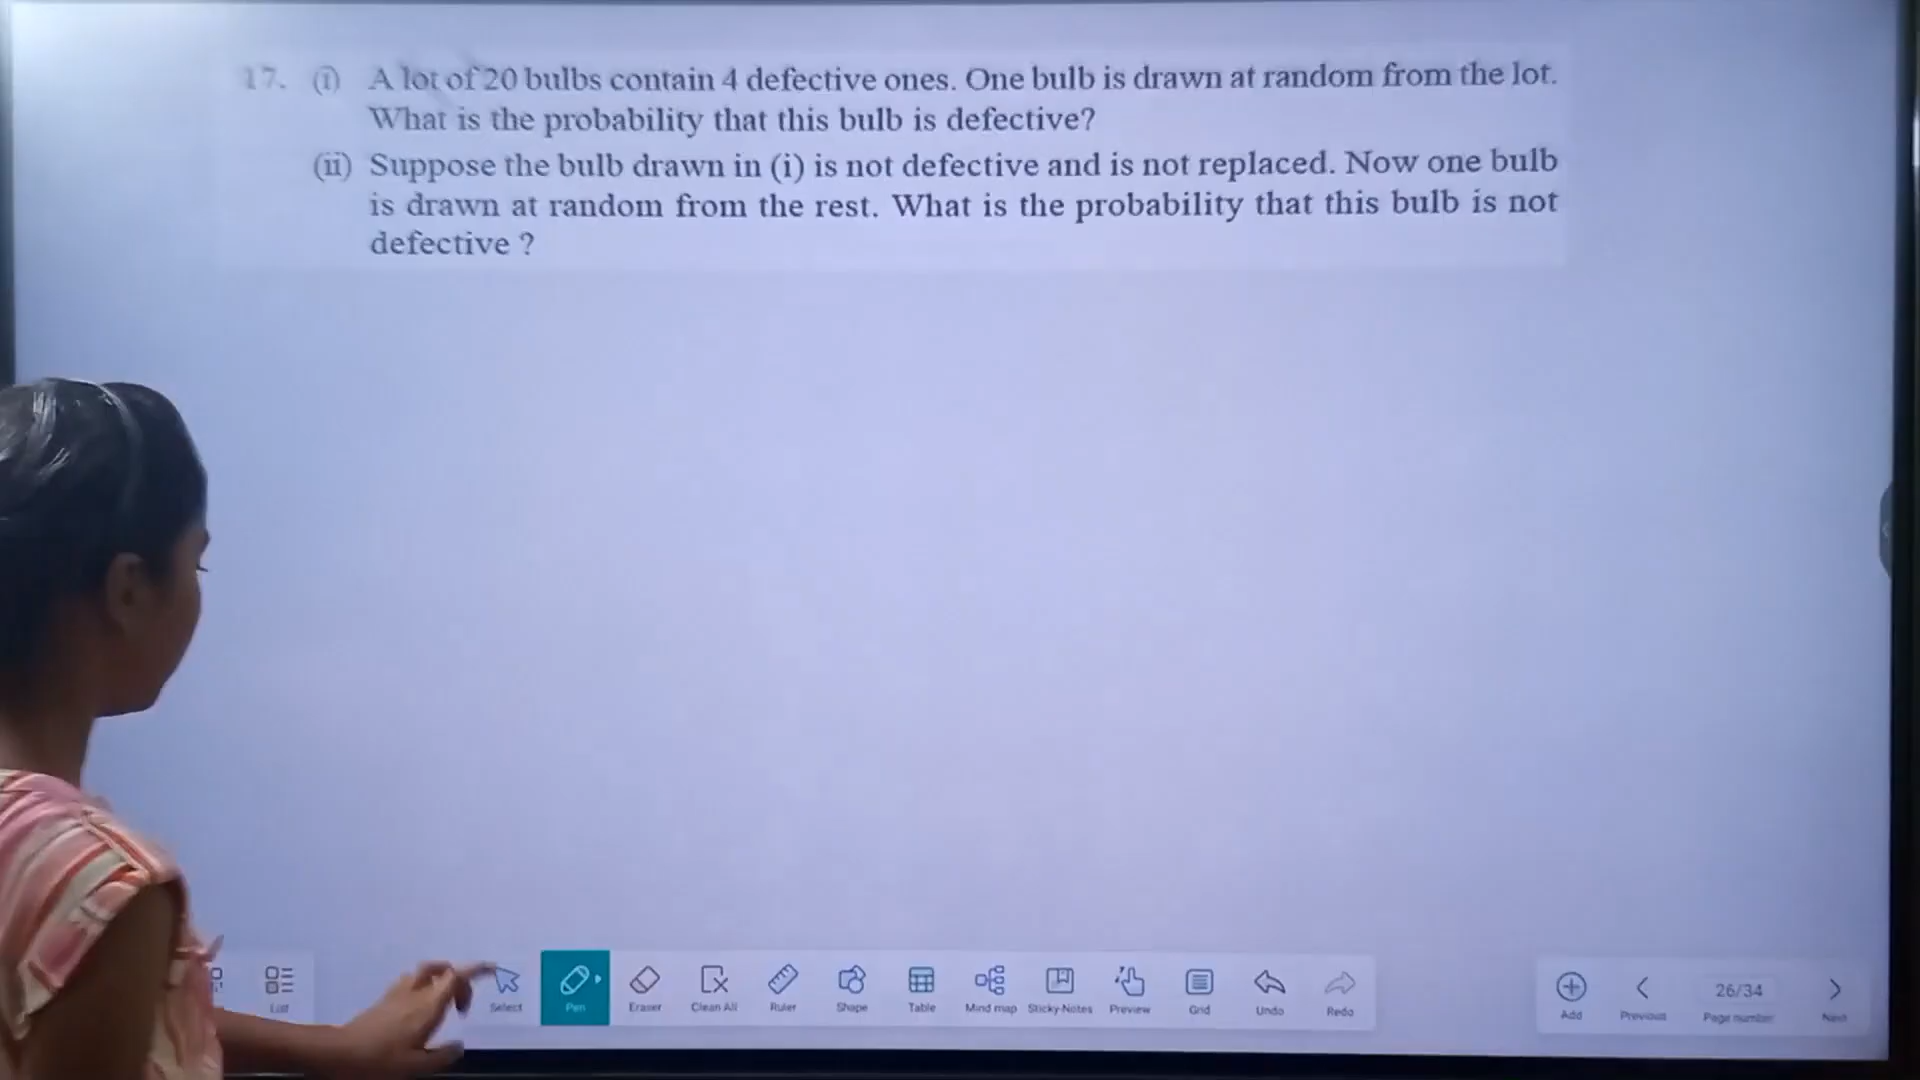 17. (i) A lot of 20 bulbs contain 4 defective ones. One bulb is drawn at random from the lot.
What is the probability that this bulb is defective?
(ii) Suppose the bulb drawn in (i) is not defective and is not replaced. Now one bulb
is drawn at random from the rest. What is the probability that this bulb is not
defective ?
List
Select
Pen
Eraser
Clean All
Ruler
Shape
Table
Mind map
Sticky-Notes
Preview
Grid
Undo
Redo
Add
Previous
26/34
Page number
Next